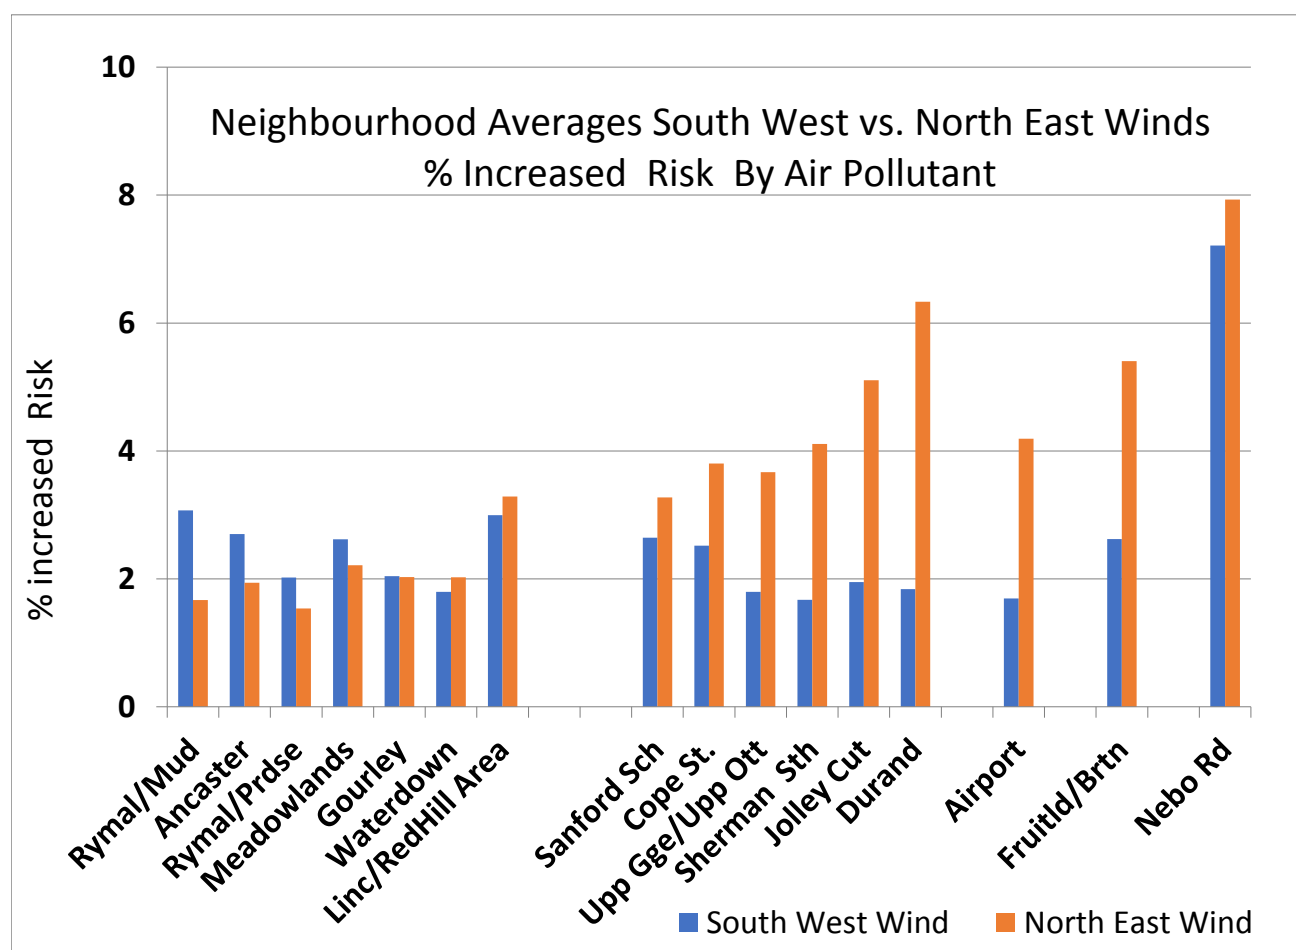 Neighbourhood Averages South West vs. North East Winds
% Increased Risk By Air Pollutant
% increased Risk
10
8
6
4
2
0
Rymal/Mud
Ancaster
Rymal/Prdse
Meadowlands
Gourley
Waterdown
Linc/RedHill Area
Sanford Sch
Cope St.
Upp Gge/Upp Ott
Sherman Sth
Jolley Cut
Durand
Airport
Fruitld/Brtn
Nebo Rd
South West Wind
North East Wind